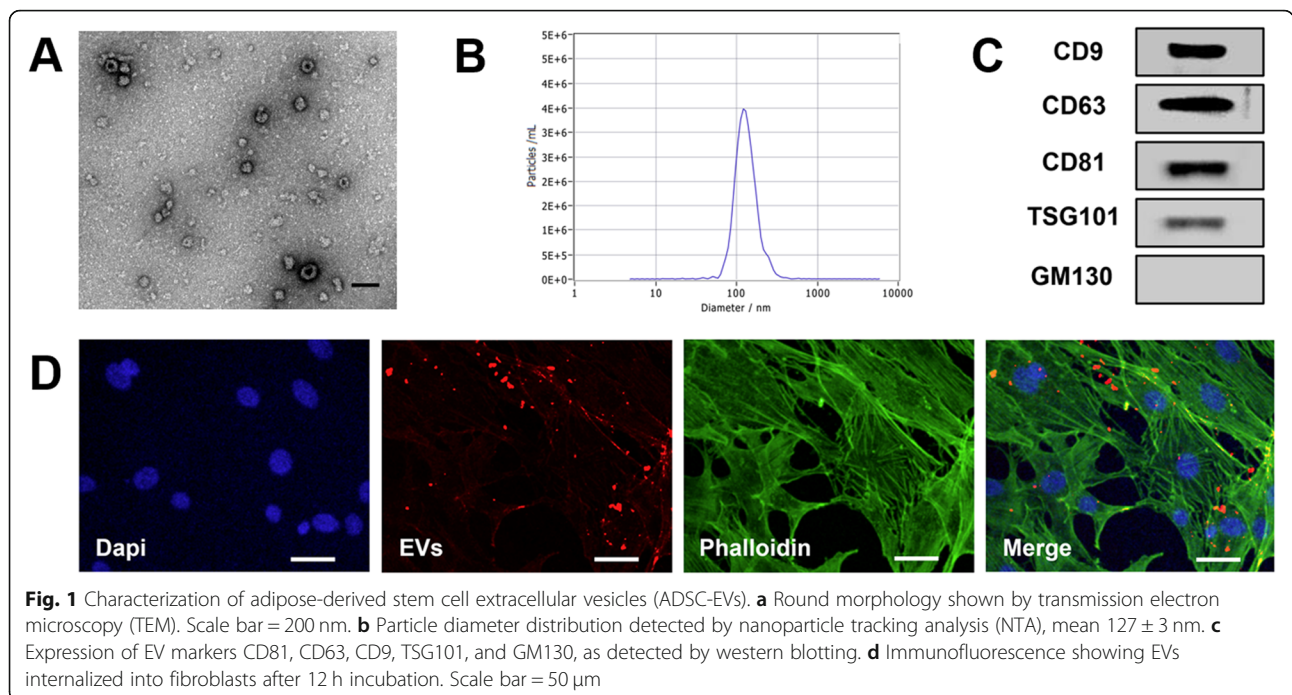 A
B
Particles /mL
5E+6
5E+6
4E+6
4E+6
3E+6
3E+6
2E+6
2E+6
1E+6
5E+5
0E+0
1
10
100
1000
10000
Diameter / nm
C
CD9
CD63
CD81
TSG101
GM130
D
Dapi
EVs
Phalloidin
Merge
Fig. 1 Characterization of adipose-derived stem cell extracellular vesicles (ADSC-EVs). a Round morphology shown by transmission electron
microscopy (TEM). Scale bar = 200 nm. b Particle diameter distribution detected by nanoparticle tracking analysis (NTA), mean 127 ± 3 nm. c
Expression of EV markers CD81, CD63, CD9, TSG101, and GM130, as detected by western blotting. d Immunofluorescence showing EVs
internalized into fibroblasts after 12 h incubation. Scale bar = 50 μm